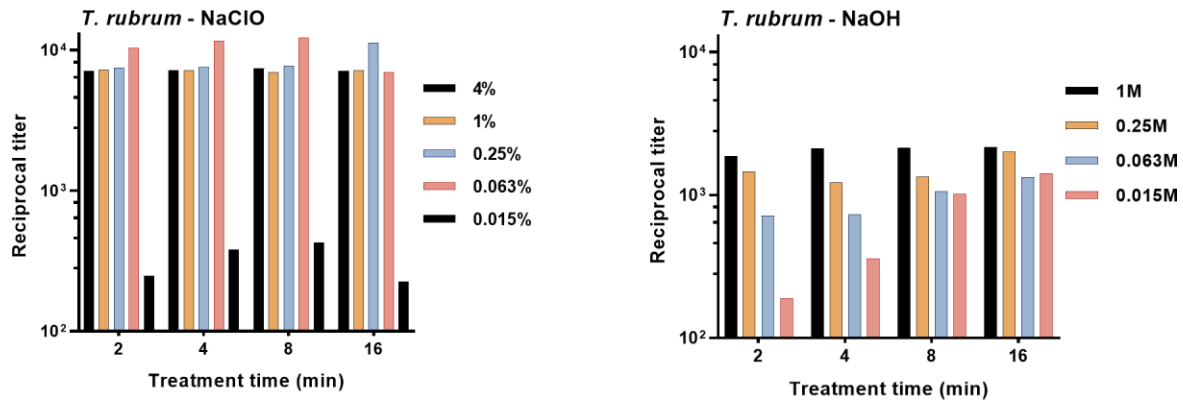 T. rubrum - NaClO
Reciprocal titer
10⁴
10³
10²
2 4 8 16
Treatment time (min)
4%
1%
0.25%
0.063%
0.015%
T. rubrum - NaOH
Reciprocal titer
10⁴
10³
10²
2 4 8 16
Treatment time (min)
1M
0.25M
0.063M
0.015M